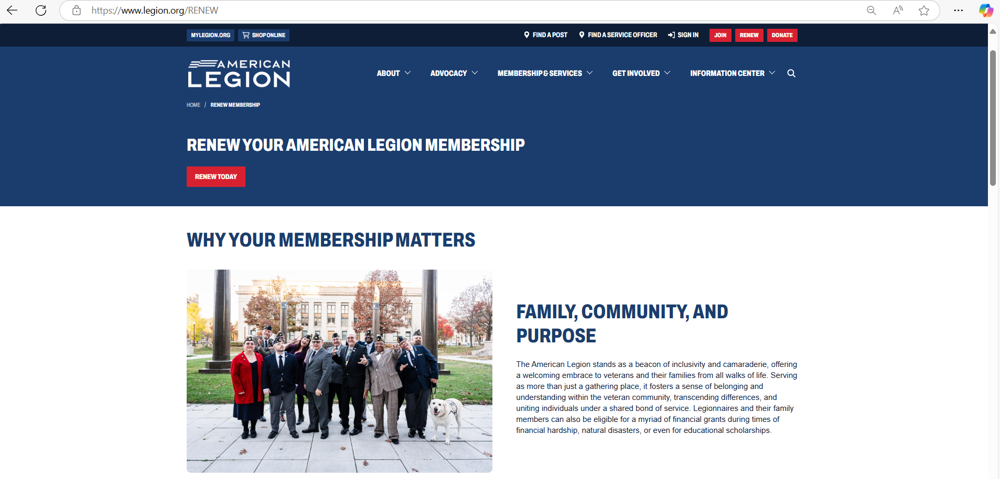 https://www.legion.org/RENEW
MYLEGION.ORG SHOP ONLINE FIND A POST FIND A SERVICE OFFICER SIGN IN JOIN RENEW DONATE
AMERICAN
LEGION
ABOUT ADVOCACY MEMBERSHIP & SERVICES GET INVOLVED INFORMATION CENTER
HOME / RENEW MEMBERSHIP
RENEW YOUR AMERICAN LEGION MEMBERSHIP
RENEW TODAY
WHY YOUR MEMBERSHIP MATTERS
FAMILY, COMMUNITY, AND
PURPOSE
The American Legion stands as a beacon of inclusivity and camaraderie, offering
a welcoming embrace to veterans and their families from all walks of life. Serving
as more than just a gathering place, it fosters a sense of belonging and
understanding within the veteran community, transcending differences, and
uniting individuals under a shared bond of service. Legionnaires and their family
members can also be eligible for a myriad of financial grants during times of
financial hardship, natural disasters, or even for educational scholarships.